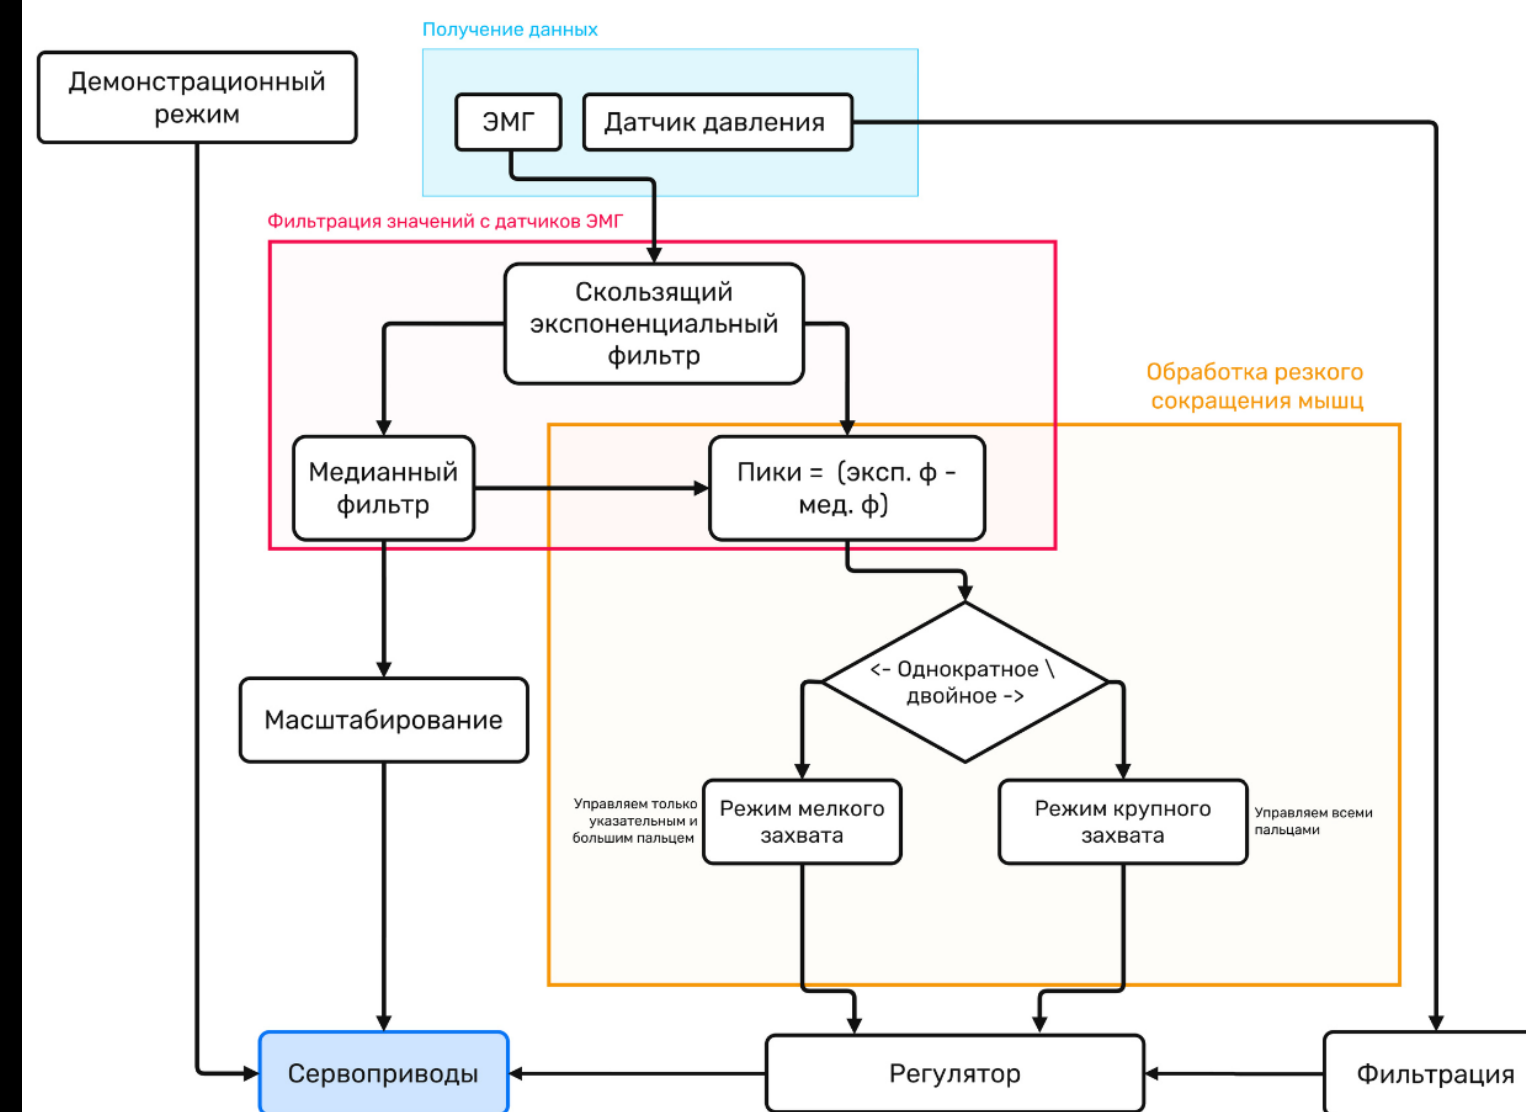 Получение данных
Демонстрационный
режим
ЭМГ
Датчик давления
Фильтрация значений с датчиков ЭМГ
Скользящий
экспоненциальный
фильтр
Обработка резкого
сокращения мышц
Медианный
фильтр
Пики = (эксп. ф -
мед. ф)
<- Однократное \
двойное ->
Масштабирование
Управляем только
указательным и
большим пальцем
Режим мелкого
захвата
Режим крупного
захвата
Управляем всеми
пальцами
Сервоприводы
Регулятор
Фильтрация